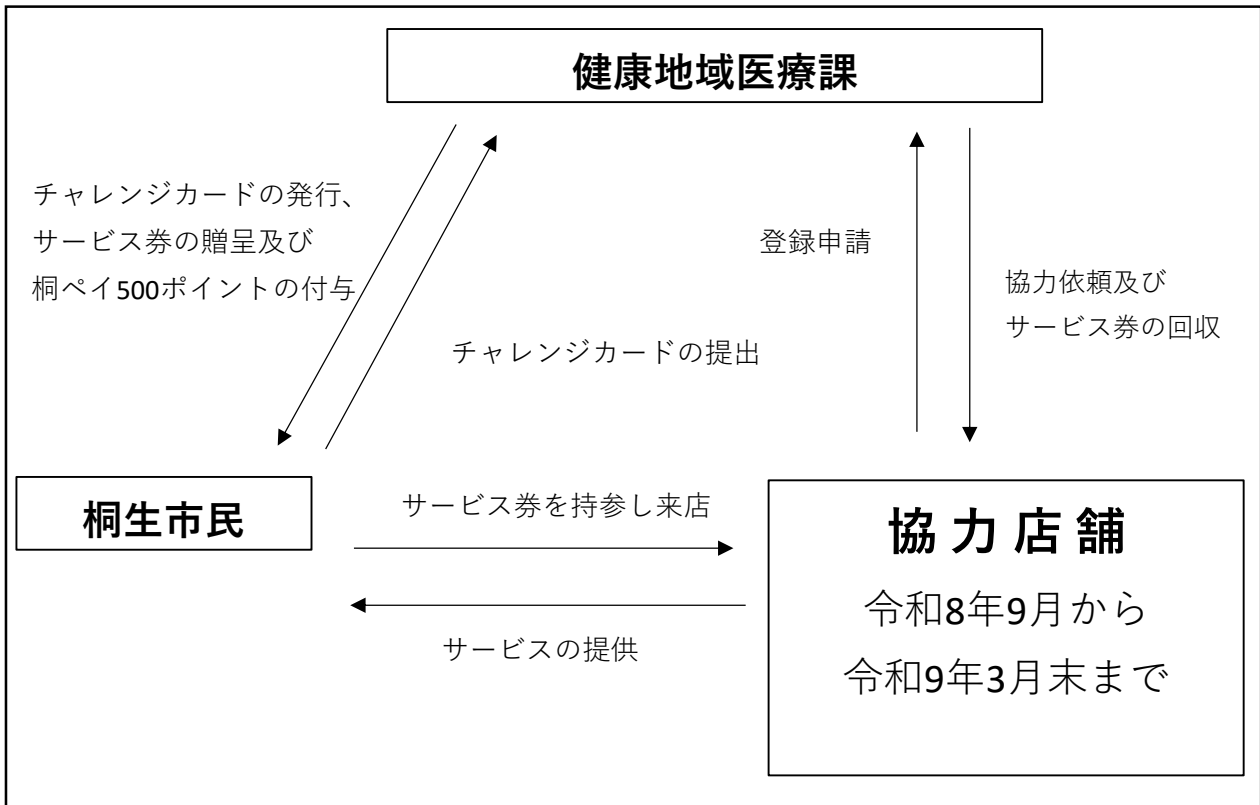 健康地域医療課
チャレンジカードの発行、
サービス券の贈呈及び
桐ペイ500ポイントの付与
チャレンジカードの提出
登録申請
協力依頼及び
サービス券の回収
桐生市民
サービス券を持参し来店
サービスの提供
協力店舗
令和8年9月から
令和9年3月末まで